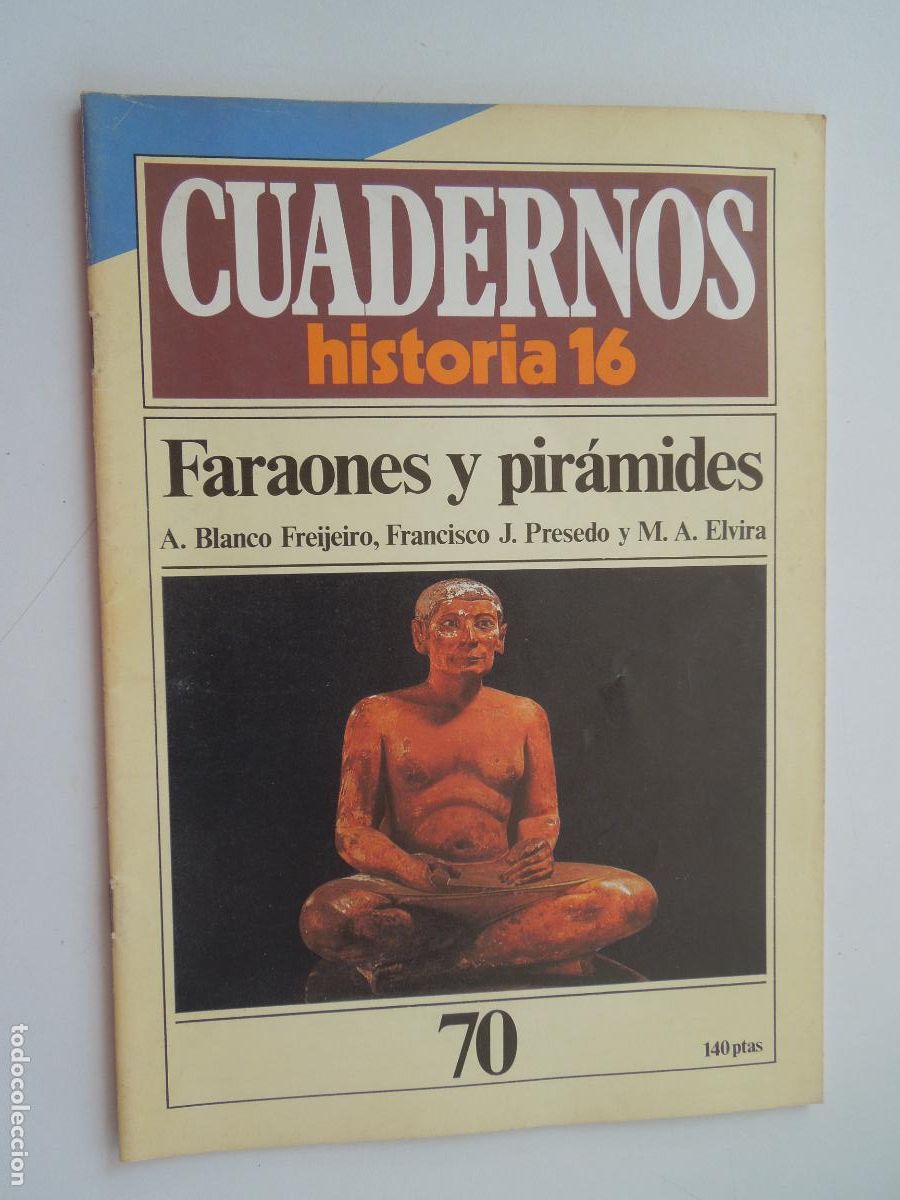 CUADERNOS
historia 16
Faraones y pirámides
A. Blanco Freijeiro, Francisco J. Presedo y M. A. Elvira
70
140 ptas
todocoleccion